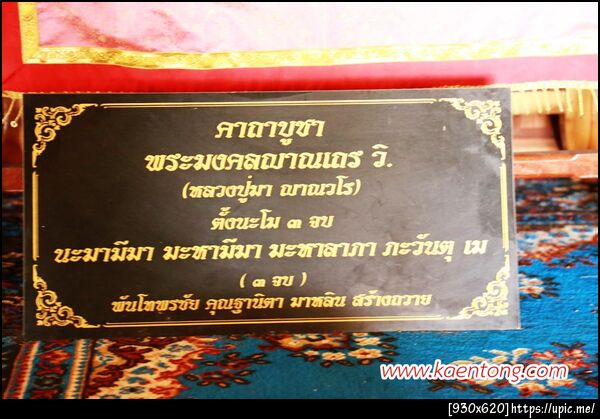 คาถาบูชา
พระมงคลญาณเถร วิ.
(หลวงปู่มา ญาณวโร)
ตั้งนะโม ๓ จบ
นะมามีมา มะหามีมา มะหาลาภา ภะวันตุ เม
( ๓ จบ )
พันโทพรชัย คุณฐานิตา มาหลิน สร้างถวาย
www.kaentong.com
[930x620]https://upic.me/